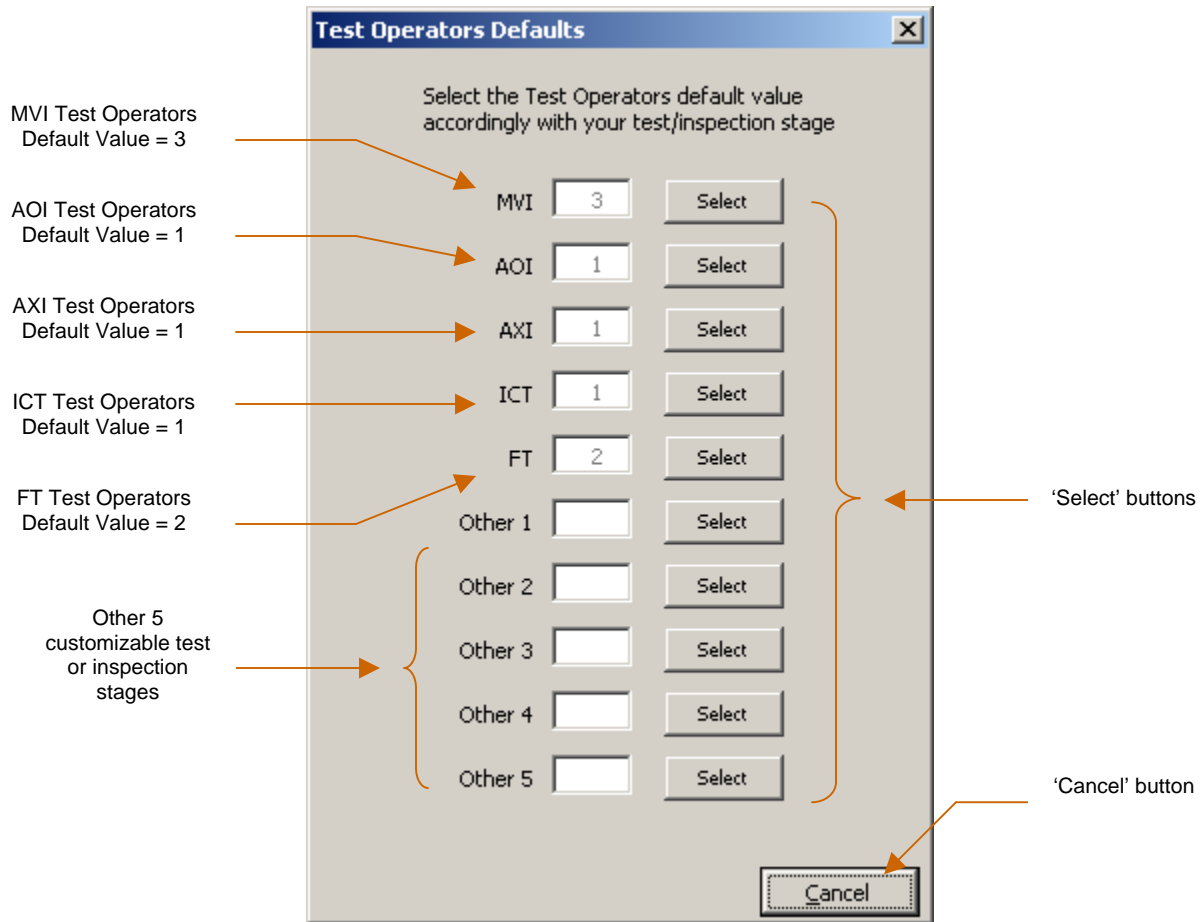 Test Operators Defaults
Select the Test Operators default value
accordingly with your test/inspection stage
MVI Test Operators
Default Value = 3
MVI 3 Select
AOI Test Operators
Default Value = 1
AOI 1 Select
AXI Test Operators
Default Value = 1
AXI 1 Select
ICT Test Operators
Default Value = 1
ICT 1 Select
FT 2 Select
FT Test Operators
Default Value = 2
Other 1 Select
'Select' buttons
Other 2 Select
Other 5
customizable test
or inspection
stages
Other 3 Select
Other 4 Select
Other 5 Select
'Cancel' button
Cancel